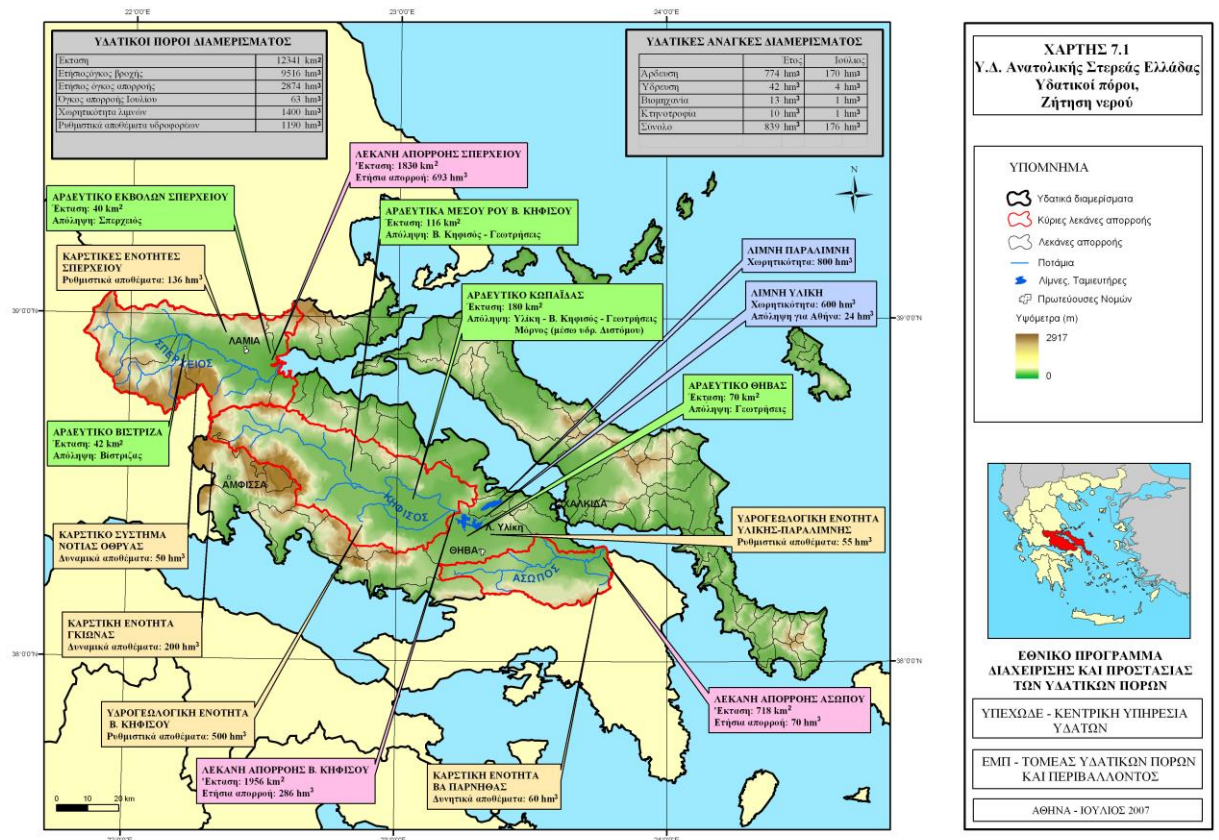 22°0'0"E
23°0'0"E
24°0'0"E
ΥΔΑΤΙΚΟΙ ΠΟΡΟΙ ΔΙΑΜΕΡΙΣΜΑΤΟΣ
Έκταση 12341 km²
Ετήσιος όγκος βροχής 9516 hm³
Ετήσιος όγκος απορροής 2874 hm³
Όγκος απορροής Ιουλίου 63 hm³
Χωρητικότητα λιμνών 1400 hm³
Ρυθμιστικά αποθέματα υδροφορέων 1190 hm³
ΥΔΑΤΙΚΕΣ ΑΝΑΓΚΕΣ ΔΙΑΜΕΡΙΣΜΑΤΟΣ
Έτος Ιούλιος
Άρδευση 774 hm³ 170 hm³
Ύδρευση 42 hm³ 4 hm³
Βιομηχανία 13 hm³ 1 hm³
Κτηνοτροφία 10 hm³ 1 hm³
Σύνολο 839 hm³ 176 hm³
ΛΕΚΑΝΗ ΑΠΟΡΡΟΗΣ ΣΠΕΡΧΕΙΟΥ
Έκταση: 1830 km²
Ετήσια απορροή: 693 hm³
N
ΑΡΔΕΥΤΙΚΟ ΕΚΒΟΛΩΝ ΣΠΕΡΧΕΙΟΥ
Έκταση: 40 km²
Απόληψη: Σπερχειός
ΑΡΔΕΥΤΙΚΑ ΜΕΣΟΥ ΡΟΥ Β. ΚΗΦΙΣΟΥ
Έκταση: 116 km²
Απόληψη: Β. Κηφισός - Γεωτρήσεις
ΚΑΡΣΤΙΚΕΣ ΕΝΟΤΗΤΕΣ
ΣΠΕΡΧΕΙΟΥ
Ρυθμιστικά αποθέματα: 136 hm³
ΛΙΜΝΗ ΠΑΡΑΛΙΜΝΗ
Χωρητικότητα: 800 hm³
ΑΡΔΕΥΤΙΚΟ ΚΩΠΑΪΔΑΣ
Έκταση: 180 km²
Απόληψη: Υλίκη - Β. Κηφισός - Γεωτρήσεις
Μόρνος (μέσω υδρ. Διστόμου)
ΛΙΜΝΗ ΥΛΙΚΗ
Χωρητικότητα: 600 hm³
Απόληψη για Αθήνα: 24 hm³
39°0'0"N
39°0'0"N
ΛΑΜΙΑ
ΣΠΕΡΧΕΙΟΣ
ΑΡΔΕΥΤΙΚΟ ΘΗΒΑΣ
Έκταση: 70 km²
Απόληψη: Γεωτρήσεις
ΑΡΔΕΥΤΙΚΟ ΒΙΣΤΡΙΖΑ
Έκταση: 42 km²
Απόληψη: Βίστριζας
ΑΜΦΙΣΣΑ
ΚΗΦΙΣΟΣ
ΧΑΛΚΙΔΑ
Λ. Υλίκη
ΘΗΒΑ
ΑΣΩΠΟΣ
ΚΑΡΣΤΙΚΟ ΣΥΣΤΗΜΑ
ΝΟΤΙΑΣ ΟΘΡΥΑΣ
Δυναμικά αποθέματα: 50 hm³
ΥΔΡΟΓΕΩΛΟΓΙΚΗ ΕΝΟΤΗΤΑ
ΥΛΙΚΗΣ-ΠΑΡΑΛΙΜΝΗΣ
Ρυθμιστικά αποθέματα: 55 hm³
ΚΑΡΣΤΙΚΗ ΕΝΟΤΗΤΑ
ΓΚΙΩΝΑΣ
Δυναμικά αποθέματα: 200 hm³
38°0'0"N
38°0'0"N
ΥΔΡΟΓΕΩΛΟΓΙΚΗ ΕΝΟΤΗΤΑ
Β. ΚΗΦΙΣΟΥ
Ρυθμιστικά αποθέματα: 500 hm³
ΛΕΚΑΝΗ ΑΠΟΡΡΟΗΣ ΑΣΩΠΟΥ
Έκταση: 718 km²
Ετήσια απορροή: 70 hm³
ΛΕΚΑΝΗ ΑΠΟΡΡΟΗΣ Β. ΚΗΦΙΣΟΥ
Έκταση: 1956 km²
Ετήσια απορροή: 286 hm³
ΚΑΡΣΤΙΚΗ ΕΝΟΤΗΤΑ
ΒΑ ΠΑΡΝΗΘΑΣ
Δυνητικά αποθέματα: 60 hm³
0 10 20 km
ΧΑΡΤΗΣ 7.1
Υ.Δ. Ανατολικής Στερεάς Ελλάδας
Υδατικοί πόροι,
Ζήτηση νερού
ΥΠΟΜΝΗΜΑ
Υδατικά διαμερίσματα
Κύριες λεκάνες απορροής
Λεκάνες απορροής
Ποτάμια
Λίμνες, Ταμιευτήρες
Πρωτεύουσες Νομών
Υψόμετρα (m)
2917
0
ΕΘΝΙΚΟ ΠΡΟΓΡΑΜΜΑ
ΔΙΑΧΕΙΡΙΣΗΣ ΚΑΙ ΠΡΟΣΤΑΣΙΑΣ
ΤΩΝ ΥΔΑΤΙΚΩΝ ΠΟΡΩΝ
ΥΠΕΧΩΔΕ - ΚΕΝΤΡΙΚΗ ΥΠΗΡΕΣΙΑ
ΥΔΑΤΩΝ
ΕΜΠ - ΤΟΜΕΑΣ ΥΔΑΤΙΚΩΝ ΠΟΡΩΝ
ΚΑΙ ΠΕΡΙΒΑΛΛΟΝΤΟΣ
ΑΘΗΝΑ - ΙΟΥΛΙΟΣ 2007